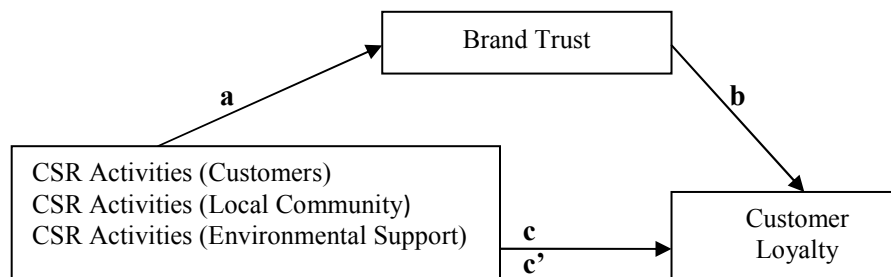 Brand Trust
a
b
CSR Activities (Customers)
CSR Activities (Local Community)
CSR Activities (Environmental Support)
c
c’
Customer
Loyalty